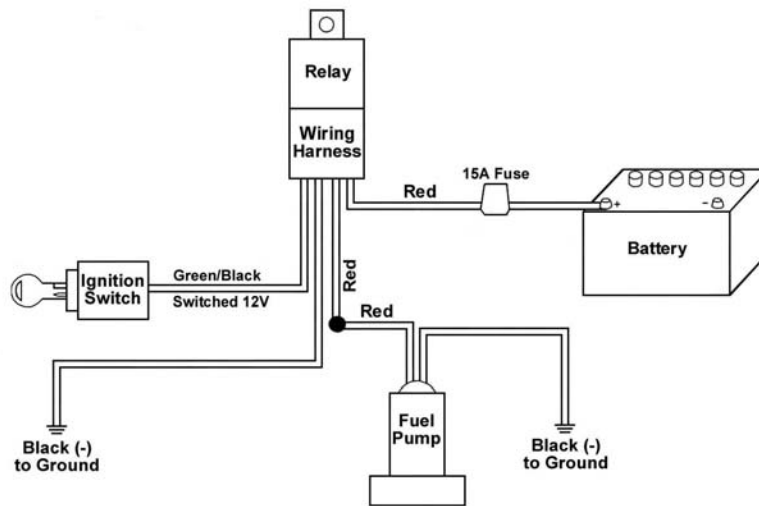 Relay
Wiring
Harness
15A Fuse
Red
+
-
Battery
Ignition
Switch
Green/Black
Switched 12V
Red
Red
Fuel
Pump
Black (-)
to Ground
Black (-)
to Ground